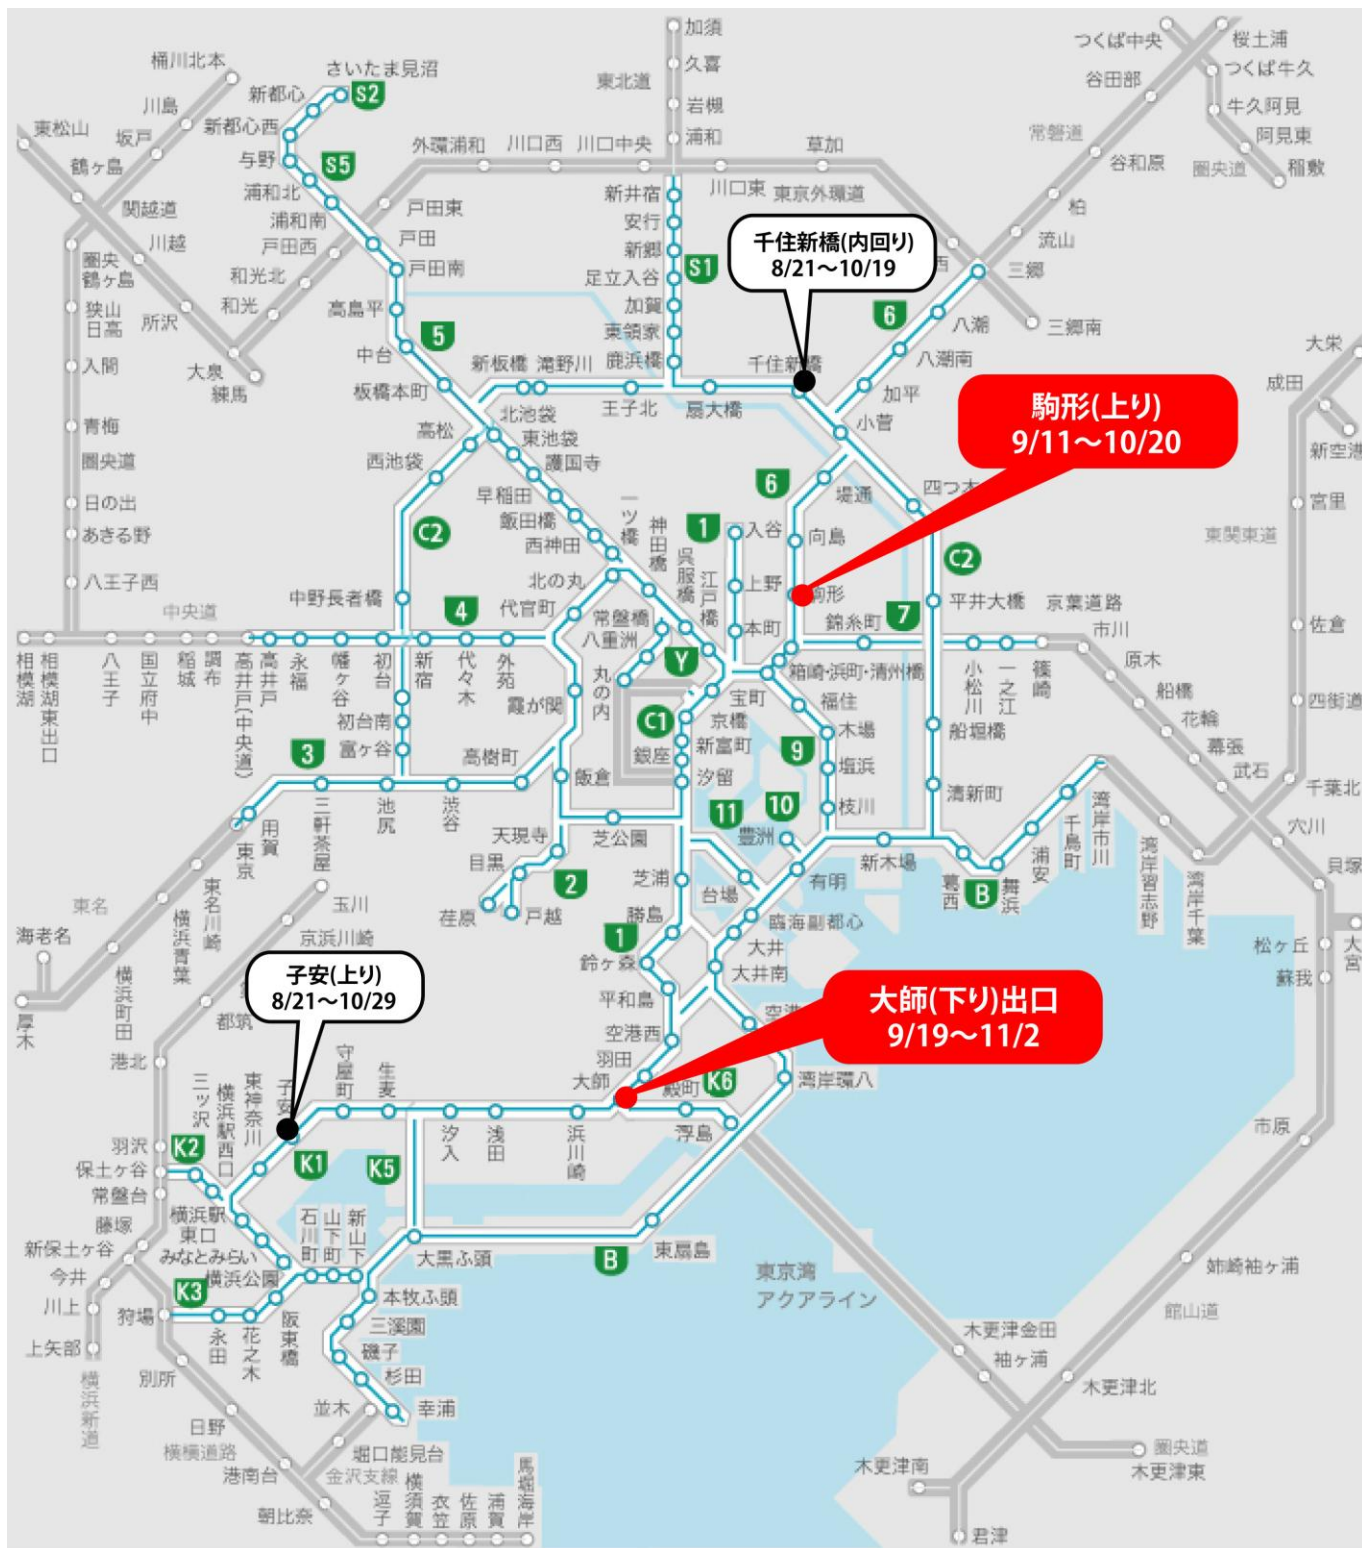 加須
久喜
東北道
岩槻
浦和
つくば中央
桜土浦
谷田部
つくば牛久
牛久阿見
阿見東
圏央道
稲敷
常磐道
谷和原
柏
流山
桶川北本
さいたま見沼
S2
新都心
川島
新都心西
坂戸
東松山
与野
鶴ヶ島
S5
浦和北
外環浦和
川口西
川口中央
川口東
草加
東京外環道
関越道
浦和南
戸田東
戸田
戸田西
戸田南
川越
圏央
鶴ヶ島
和光北
和光
狭山
日高
所沢
高島平
新井宿
安行
新郷
足立入谷
S1
加賀
東領家
鹿浜橋
千住新橋(内回り)
8/21～10/19
西
三郷
三郷南
6
八潮
八潮南
加平
小菅
千住新橋
5
中台
新板橋
滝野川
入間
大泉
練馬
板橋本町
王子北
扇大橋
北池袋
高松
東池袋
西池袋
護国寺
青梅
圏央道
早稲田
飯田橋
西神田
日の出
あきる野
C2
八王子西
中央道
中野長者橋
大栄
成田
新空港
宮里
東関東道
佐倉
四街道
駒形(上り)
9/11～10/20
四つ木
堤通
6
向島
1
入谷
上野
本町
駒形
一ツ橋
神田橋
呉服橋
江戸橋
C2
平井大橋
京葉道路
7
錦糸町
市川
原木
船橋
花輪
幕張
武石
千葉北
穴川
貝塚
北の丸
代官町
常盤橋
八重洲
丸の内
Y
4
相模湖
相模湖東出口
八王子
国立府中
稲城
調布
高井戸(中央道)
高井戸
永福
幡ヶ谷
初台
新宿
代々木
外苑
霞が関
箱崎・浜町・清州橋
小松川
一之江
篠崎
宝町
C1
京橋
新富町
銀座
汐留
福住
木場
9
塩浜
枝川
船堀橋
清新町
初台南
富ヶ谷
3
高樹町
飯倉
用賀
東京
三軒茶屋
池尻
渋谷
天現寺
芝公園
11
10
豊洲
目黒
2
荏原
戸越
芝浦
台場
有明
新木場
葛西
B
舞浜
浦安
千鳥町
湾岸市川
湾岸習志野
湾岸千葉
松ヶ丘
蘇我
大宮
東名
東名川崎
横浜青葉
横浜町田
海老名
厚木
玉川
京浜川崎
都筑
港北
勝島
1
鈴ヶ森
臨海副都心
大井
大井南
平和島
空港西
羽田
大師
子安(上り)
8/21～10/29
大師(下り)出口
9/19～11/2
K6
殿町
湾岸環八
浮島
三ッ沢
横浜駅西口
東神奈川
子安
守屋町
生麦
汐入
浅田
浜川崎
K2
K1
K5
羽沢
保土ヶ谷
常盤台
藤塚
新保土ヶ谷
今井
川上
上矢部
横浜新道
K3
狩場
横浜駅
東口
みなとみらい
横浜公園
石川町
山下町
新山下
大黒ふ頭
B
東扇島
本牧ふ頭
三溪園
磯子
杉田
幸浦
永田
花之木
阪東橋
別所
日野
横横道路
港南台
朝比奈
並木
堀口能見台
金沢支線
逗子
横須賀
衣笠
佐原
浦賀
馬堀海岸
東京湾
アクアライン
市原
姉崎袖ヶ浦
館山道
木更津金田
袖ヶ浦
木更津北
圏央道
木更津東
木更津南
君津